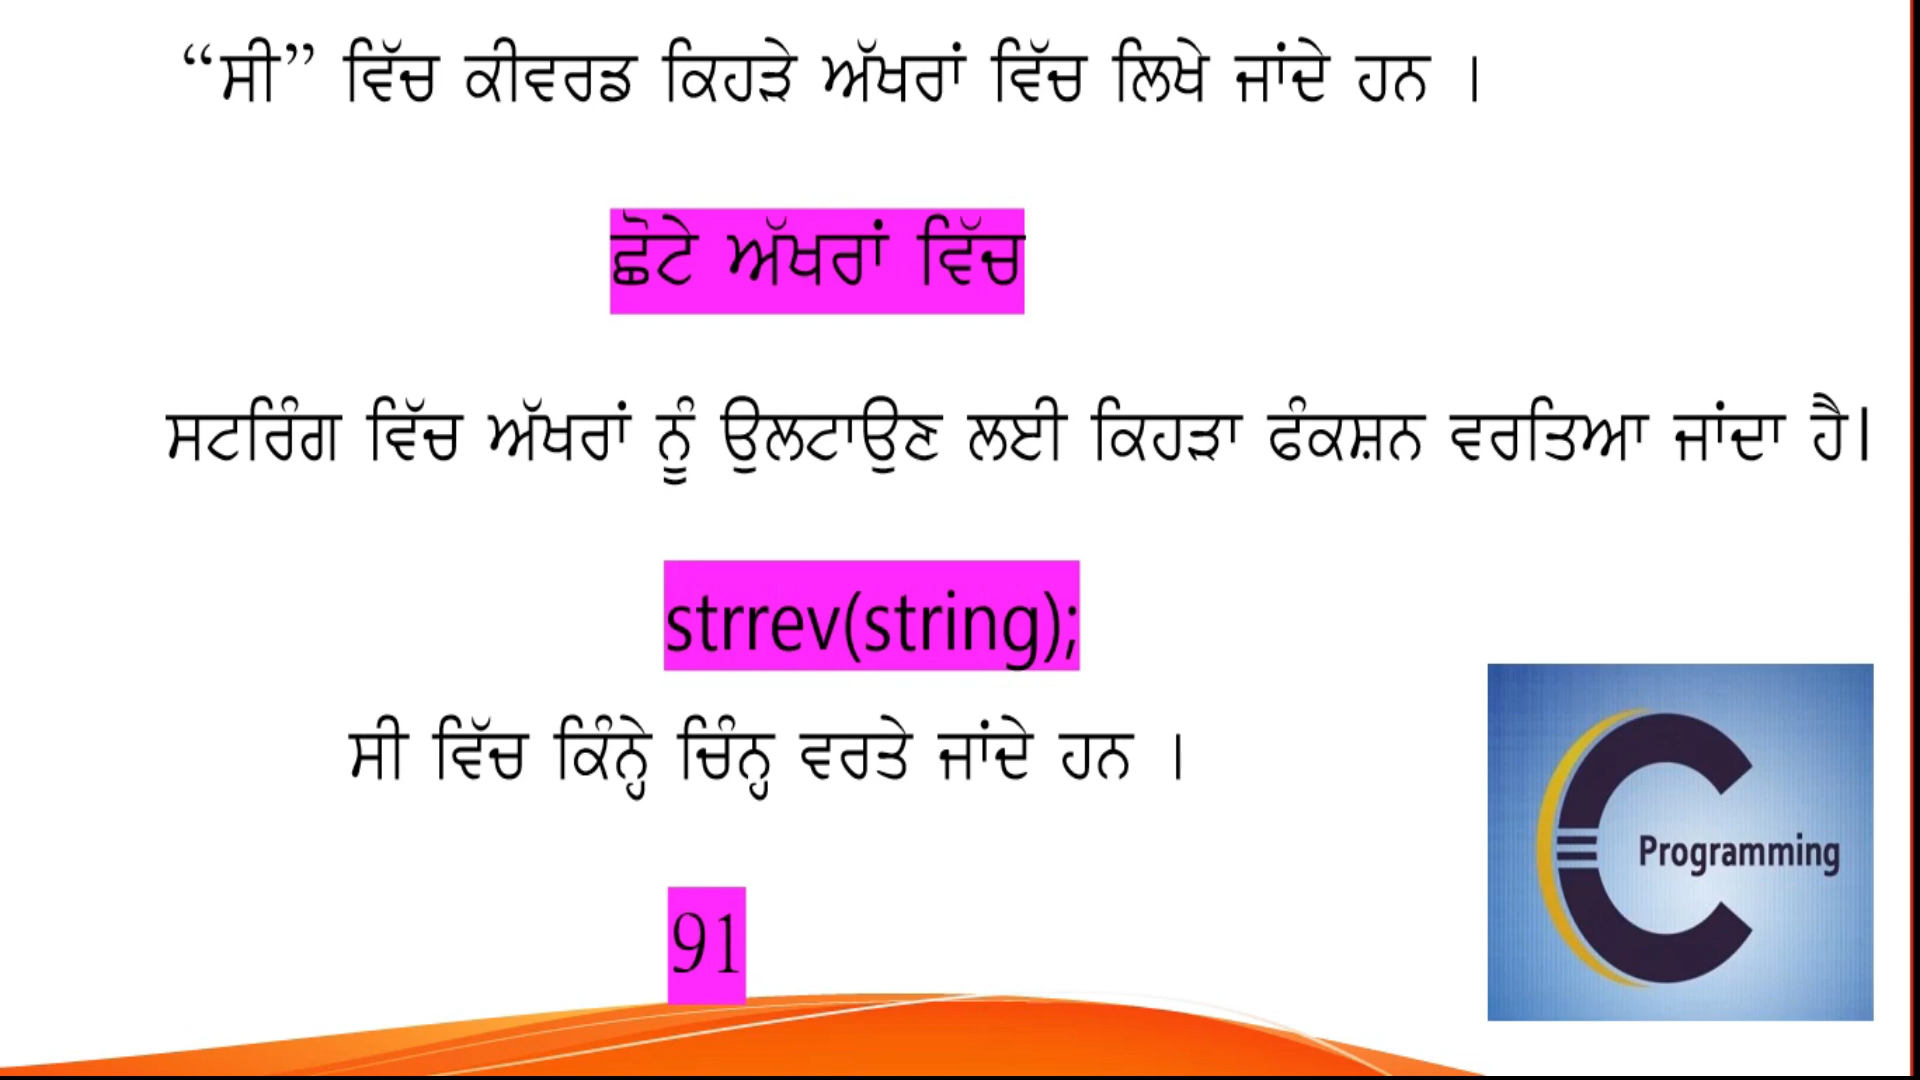 “ਸੀ” ਵਿੱਚ ਕੀਵਰਡ ਕਿਹੜੇ ਅੱਖਰਾਂ ਵਿੱਚ ਲਿਖੇ ਜਾਂਦੇ ਹਨ ।
ਛੋਟੇ ਅੱਖਰਾਂ ਵਿੱਚ
ਸਟਰਿੰਗ ਵਿੱਚ ਅੱਖਰਾਂ ਨੂੰ ਉਲਟਾਉਣ ਲਈ ਕਿਹੜਾ ਫੰਕਸ਼ਨ ਵਰਤਿਆ ਜਾਂਦਾ ਹੈ।
strrev(string);
ਸੀ ਵਿੱਚ ਕਿੰਨ੍ਹੇ ਚਿੰਨ੍ਹ ਵਰਤੇ ਜਾਂਦੇ ਹਨ ।
91
C Programming